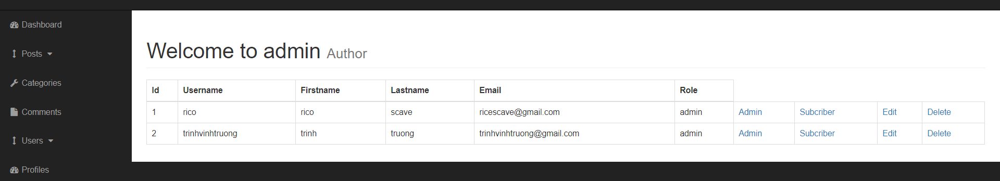 Dashboard
Posts
Categories
Comments
Users
Profiles
Welcome to admin Author
Id Username Firstname Lastname Email Role
1 rico rico scave ricescave@gmail.com admin Admin Subcriber Edit Delete
2 trinhvinhtruong trinh truong trinhvinhtruong@gmail.com admin Admin Subcriber Edit Delete